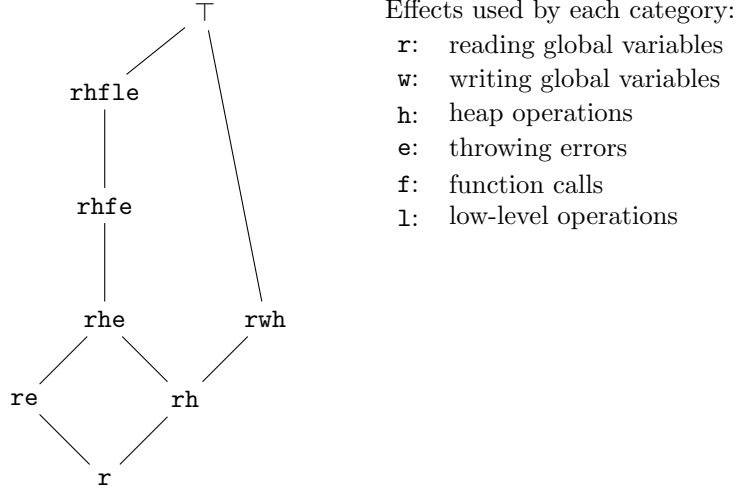 ⊤
rhfle
rhfe
rhe rwh
re rh
r
Effects used by each category:
r: reading global variables
w: writing global variables
h: heap operations
e: throwing errors
f: function calls
l: low-level operations